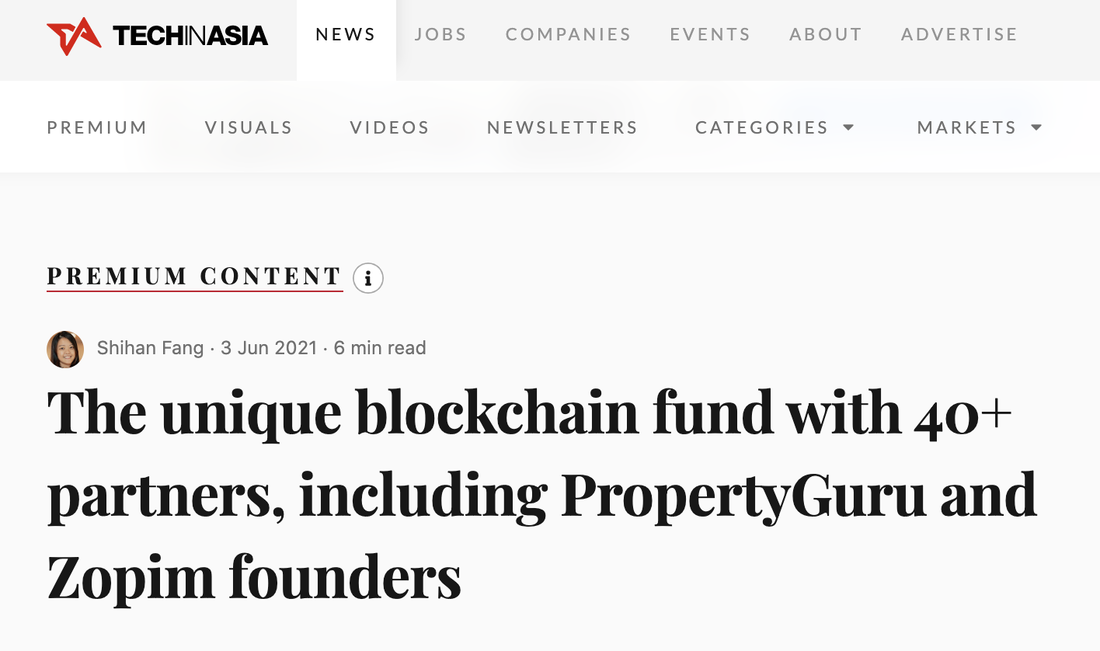 TECHINASIA NEWS JOBS COMPANIES EVENTS ABOUT ADVERTISE
PREMIUM VISUALS VIDEOS NEWSLETTERS CATEGORIES MARKETS
PREMIUM CONTENT i
Shihan Fang · 3 Jun 2021 · 6 min read
The unique blockchain fund with 40+
partners, including PropertyGuru and
Zopim founders